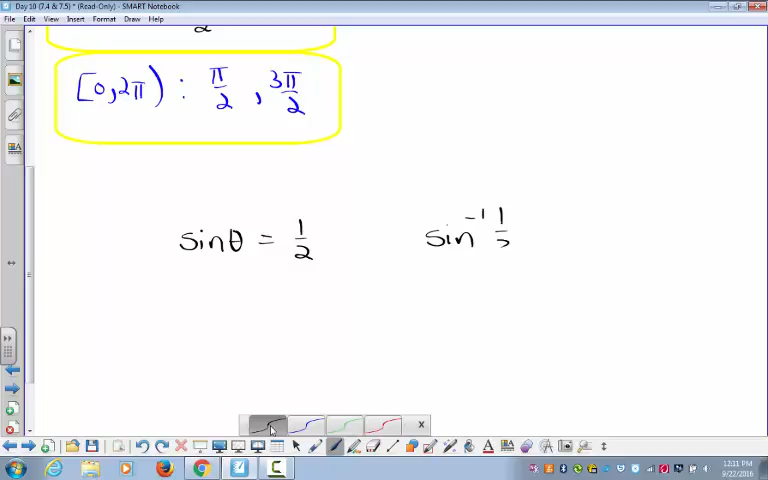 Day 10 (7.4 & 7.5) * (Read-Only) - SMART Notebook
File Edit View Insert Format Draw Help
2
[0,2π) : π/2 , 3π/2
sinθ = 1/2
sin⁻¹ 1/2
x
A
12:11 PM
9/22/2016